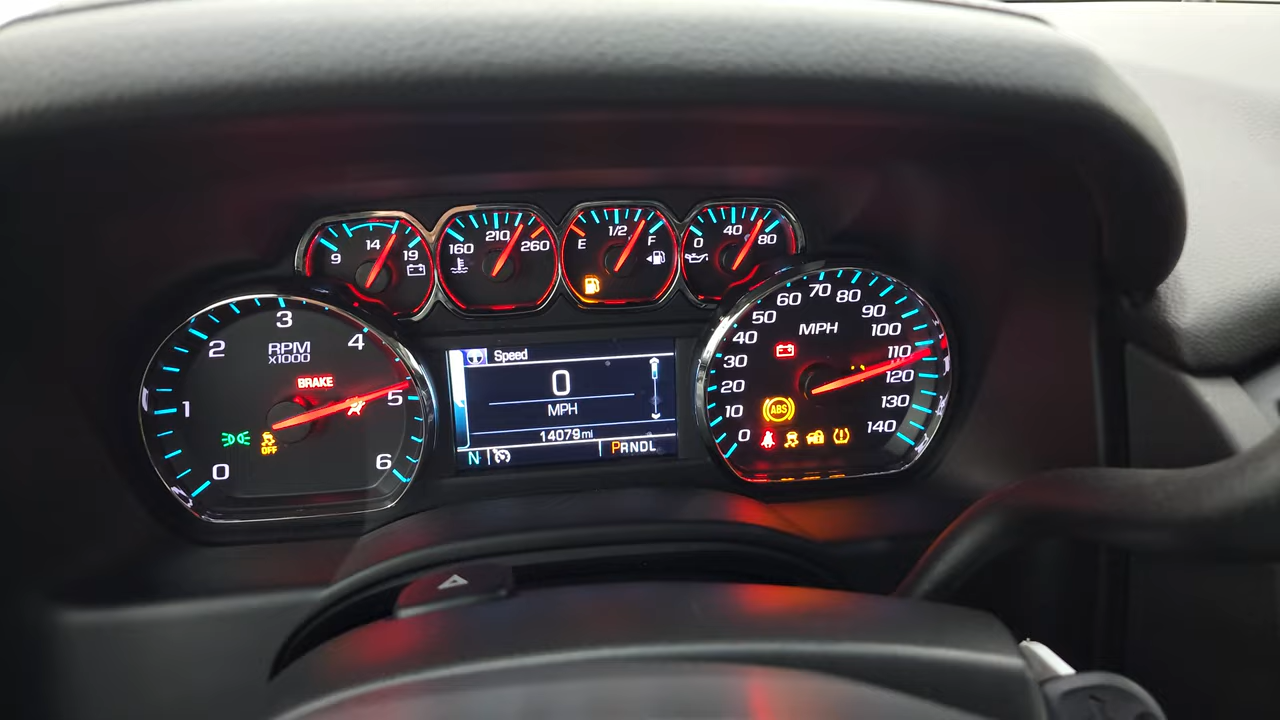 9 14 19
160 210 260
E 1/2 F
0 40 80
0 1 2 3 4 5 6
RPM
x1000
BRAKE
OFF
Speed
0
MPH
14079 mi
N PRNDL
0 10 20 30 40 50 60 70 80 90 100 110 120 130 140
MPH
ABS